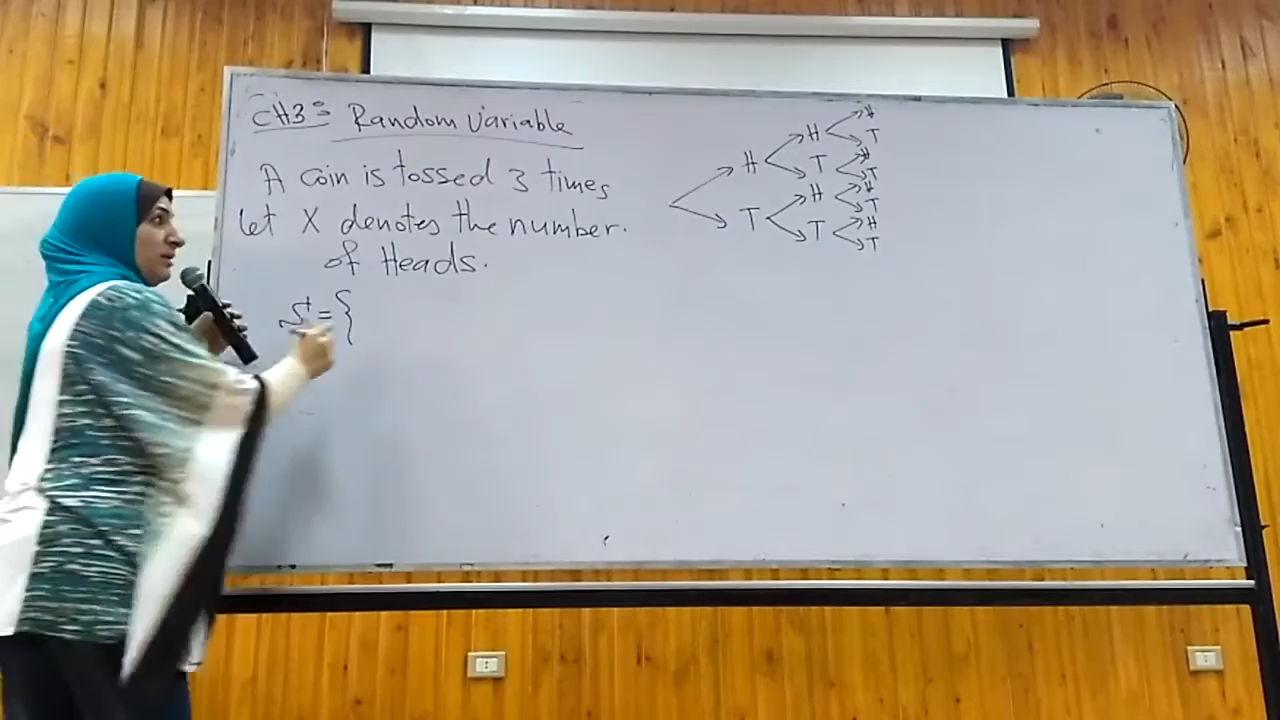 CH3: Random Variable
A coin is tossed 3 times
let X denotes the number.
of Heads.
S = {
H
T
H
T
H
T
H
T
H
T
H
T
H
T